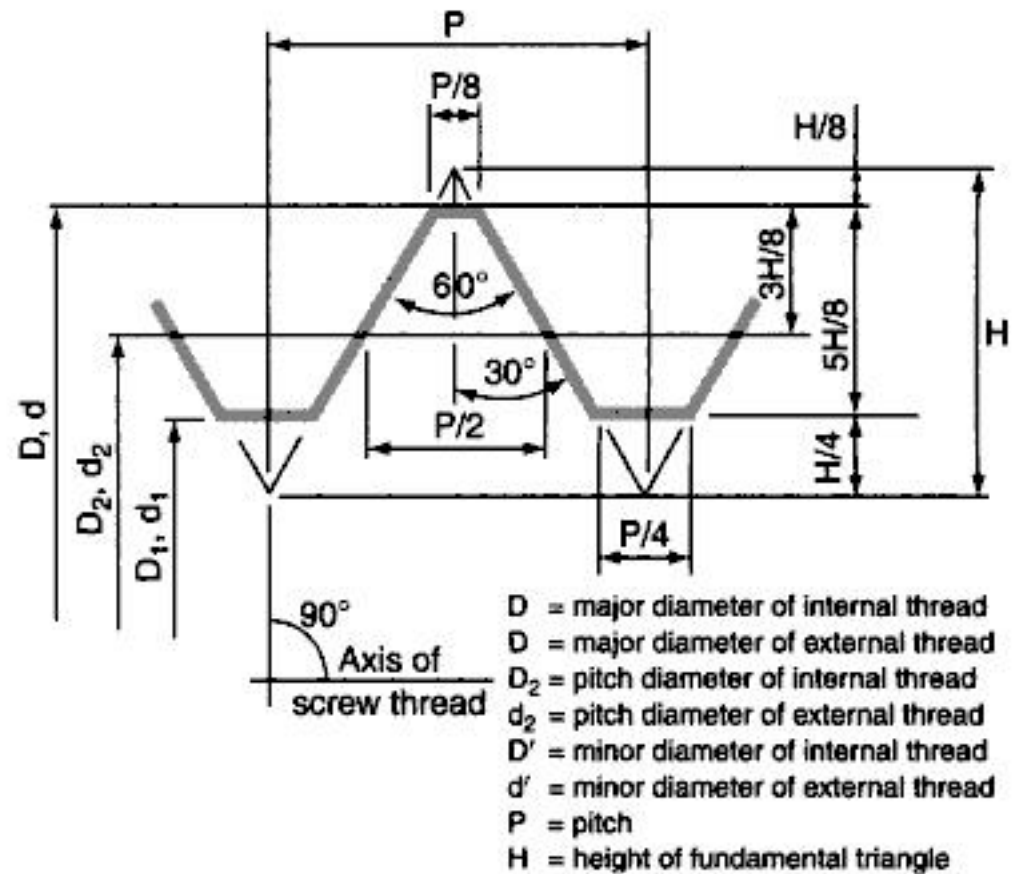 P
P/8
H/8
3H/8
5H/8
H
60°
30°
P/2
H/4
P/4
D, d
D₂, d₂
D₁, d₁
90°
Axis of
screw thread
D = major diameter of internal thread
D = major diameter of external thread
D₂ = pitch diameter of internal thread
d₂ = pitch diameter of external thread
D' = minor diameter of internal thread
d' = minor diameter of external thread
P = pitch
H = height of fundamental triangle